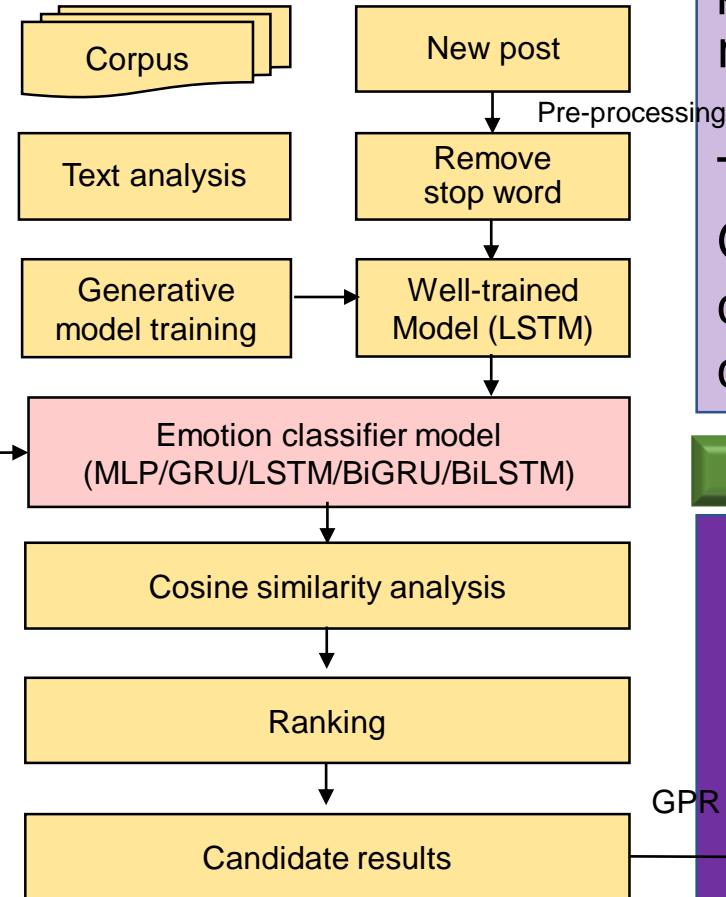 Corpus
New post
Pre-processing
Text analysis
Remove
stop word
Generative
model training
Well-trained
Model (LSTM)
Emotion classifier model
(MLP/GRU/LSTM/BiGRU/BiLSTM)
Cosine similarity analysis
Ranking
GPR
Candidate results